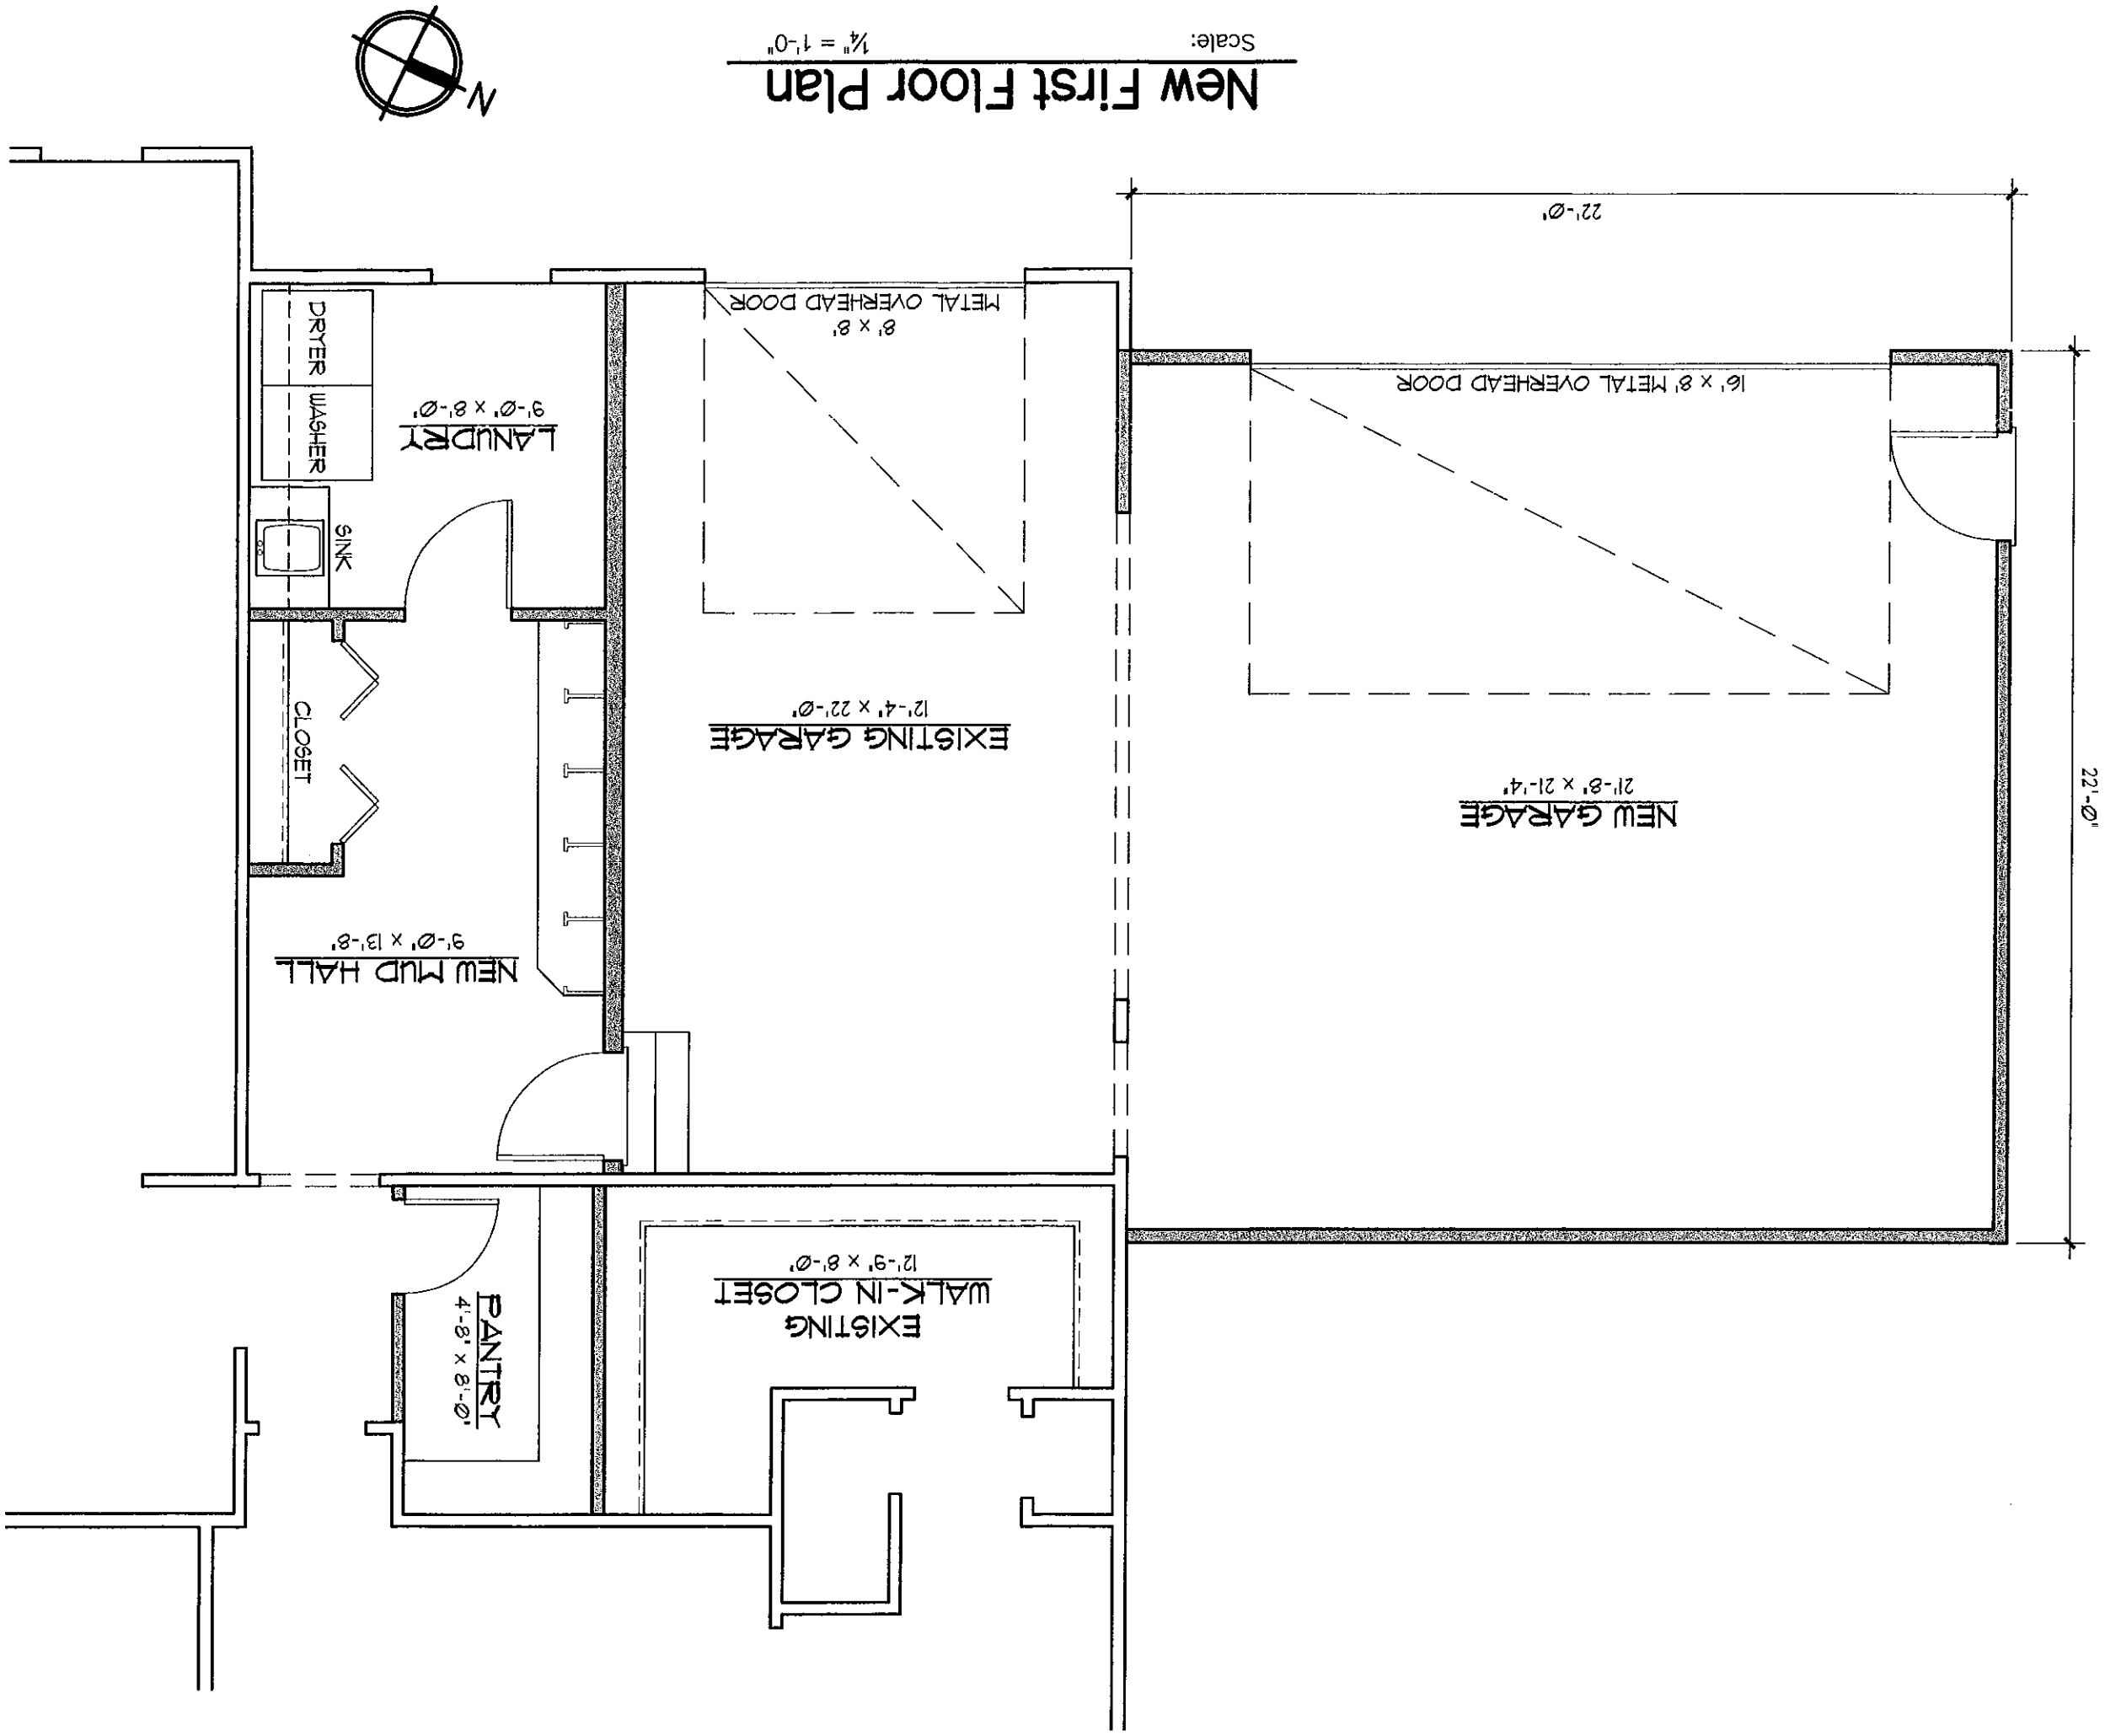 EXISTING
WALK-IN CLOSET
12'-9" x 8'-0"
PANTRY
4'-8" x 8'-0"
NEW MUD HALL
9'-0" x 13'-8"
22'-0"
NEW GARAGE
21'-8" x 21'-4"
EXISTING GARAGE
12'-4" x 22'-0"
CLOSET
SINK
LANUDRY
9'-0" x 8'-0"
WASHER
DRYER
16' x 8' METAL OVERHEAD DOOR
8' x 8'
METAL OVERHEAD DOOR
22'-0"
New First Floor Plan
Scale: ¼" = 1'-0"
N